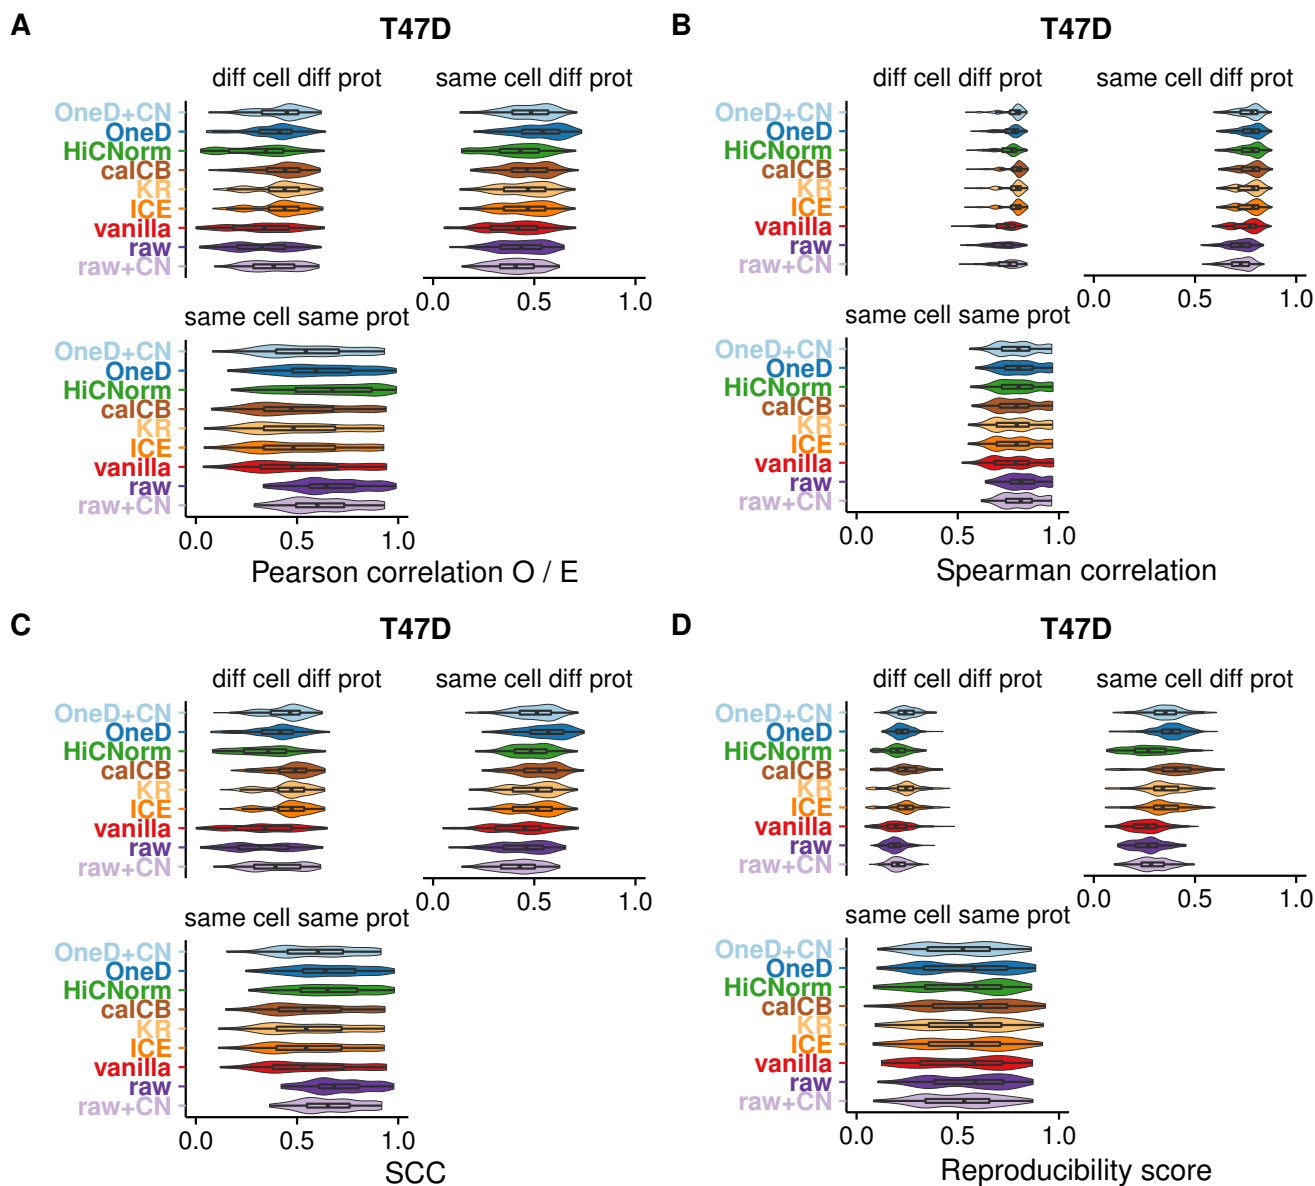 A
T47D
diff cell diff prot
same cell diff prot
OneD+CN
OneD
HiCNorm
caICB
KR
ICE
vanilla
raw
raw+CN
0.0 0.5 1.0
same cell same prot
OneD+CN
OneD
HiCNorm
caICB
KR
ICE
vanilla
raw
raw+CN
0.0 0.5 1.0
Pearson correlation O / E
B
T47D
diff cell diff prot
same cell diff prot
OneD+CN
OneD
HiCNorm
caICB
KR
ICE
vanilla
raw
raw+CN
0.0 0.5 1.0
same cell same prot
OneD+CN
OneD
HiCNorm
caICB
KR
ICE
vanilla
raw
raw+CN
0.0 0.5 1.0
Spearman correlation
C
T47D
diff cell diff prot
same cell diff prot
OneD+CN
OneD
HiCNorm
caICB
KR
ICE
vanilla
raw
raw+CN
0.0 0.5 1.0
same cell same prot
OneD+CN
OneD
HiCNorm
caICB
KR
ICE
vanilla
raw
raw+CN
0.0 0.5 1.0
SCC
D
T47D
diff cell diff prot
same cell diff prot
OneD+CN
OneD
HiCNorm
caICB
KR
ICE
vanilla
raw
raw+CN
0.0 0.5 1.0
same cell same prot
OneD+CN
OneD
HiCNorm
caICB
KR
ICE
vanilla
raw
raw+CN
0.0 0.5 1.0
Reproducibility score